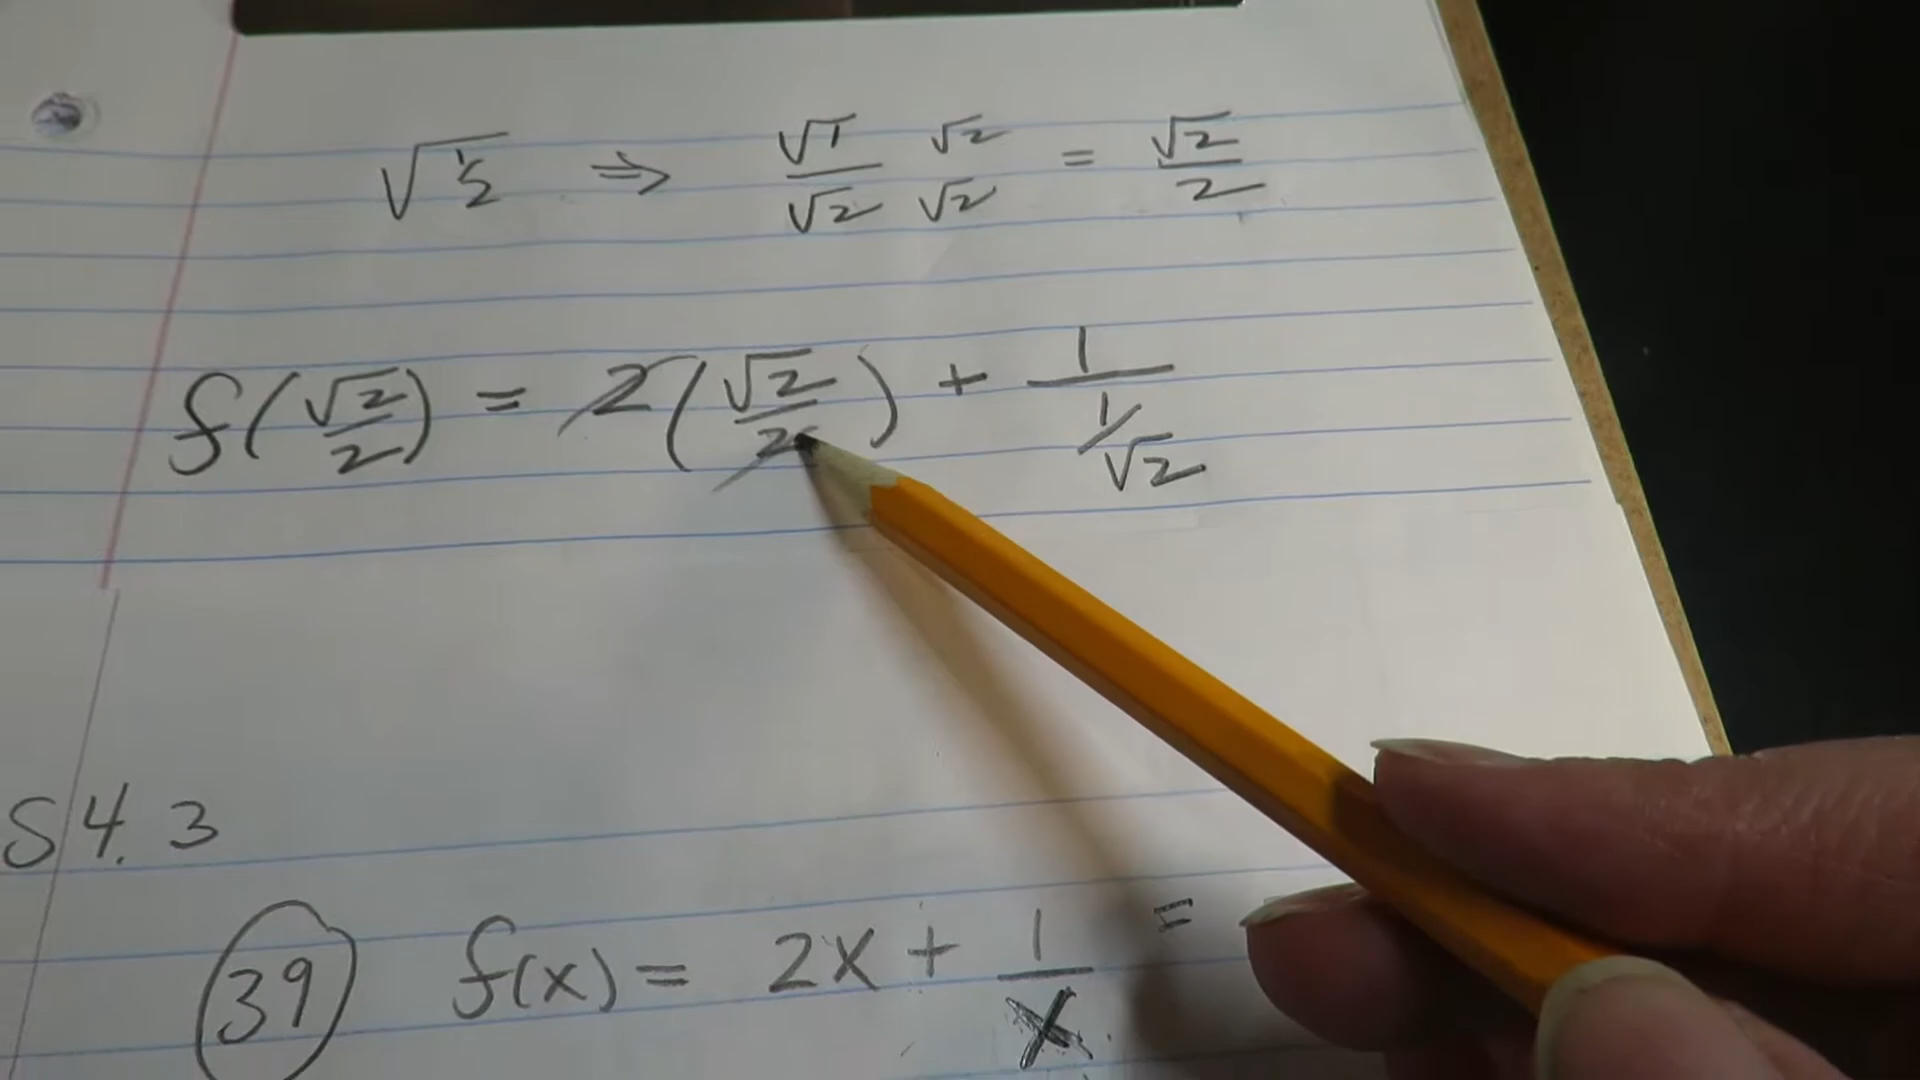 √½ ⇒ √1/√2 √2/√2 = √2/2
f(√2/2) = 2(√2/2) + 1/(1/√2)
S4.3
39 f(x) = 2x + 1/x =